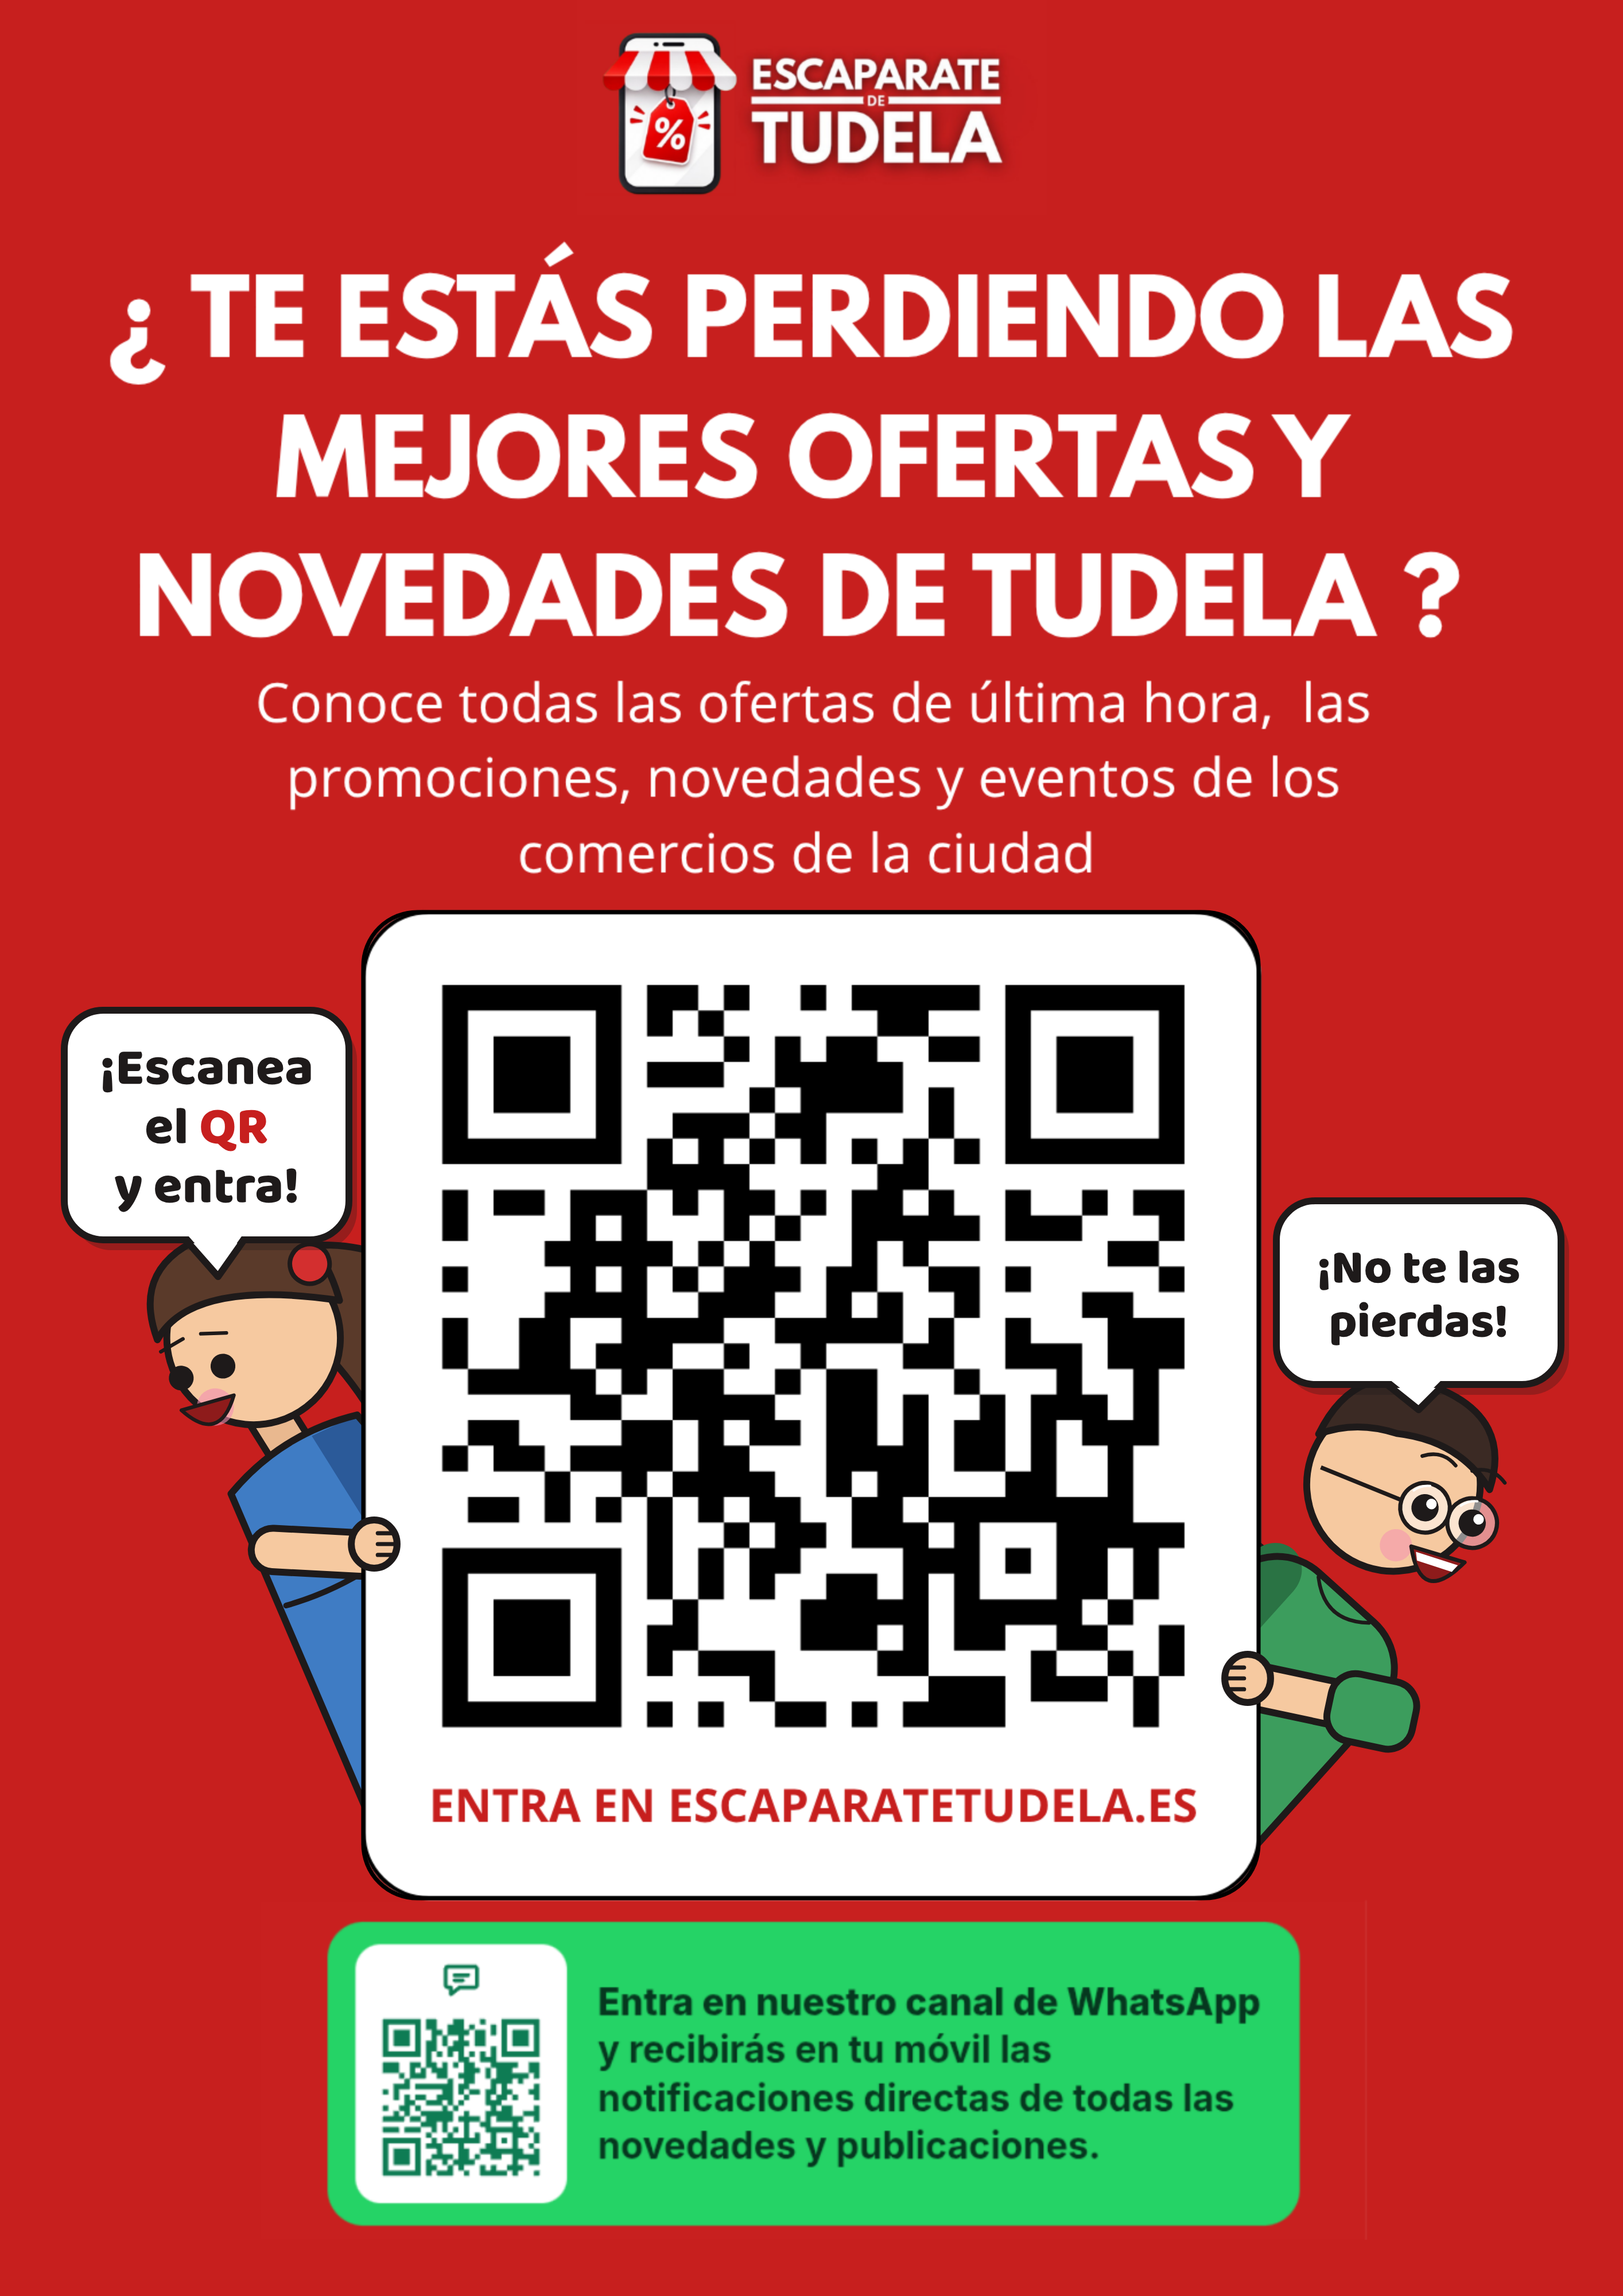 ESCAPARATE
DE
TUDELA
¿ TE ESTÁS PERDIENDO LAS
MEJORES OFERTAS Y
NOVEDADES DE TUDELA ?
Conoce todas las ofertas de última hora,  las
promociones, novedades y eventos de los
comercios de la ciudad
¡Escanea
el QR
y entra!
¡No te las
pierdas!
ENTRA EN ESCAPARATETUDELA.ES
Entra en nuestro canal de WhatsApp
y recibirás en tu móvil las
notificaciones directas de todas las
novedades y publicaciones.